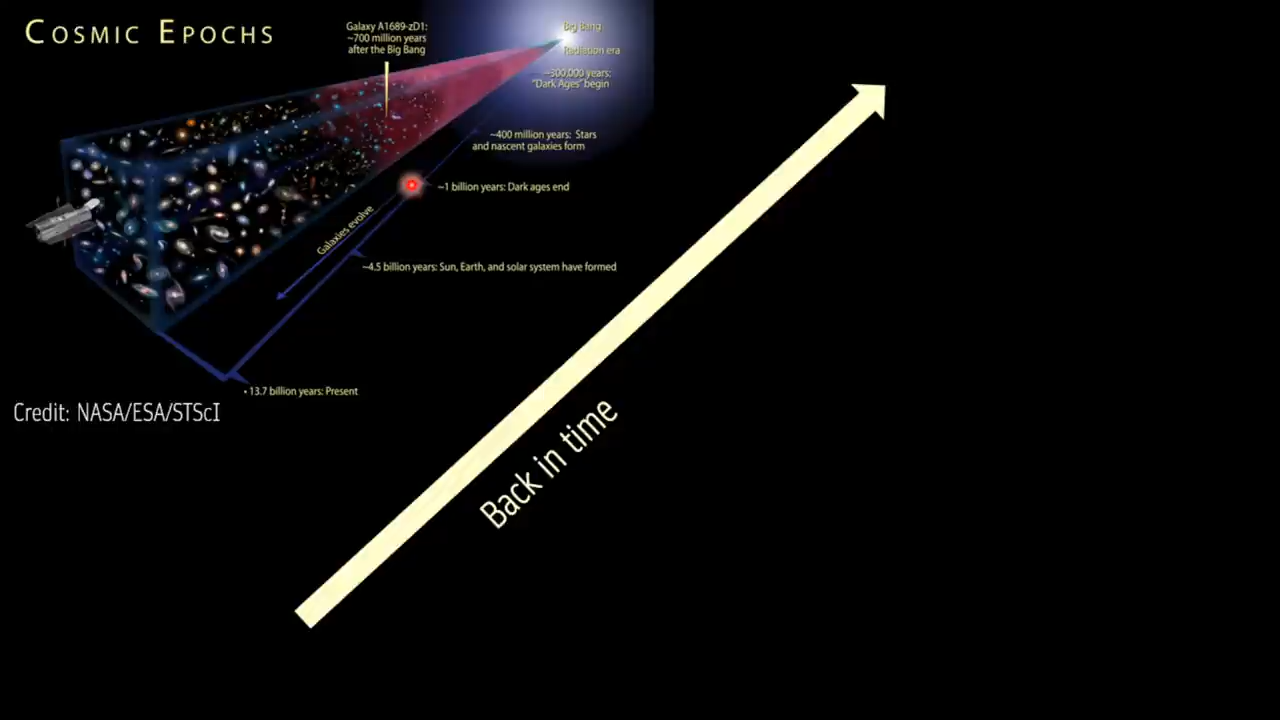 COSMIC EPOCHS
Galaxy A1689-zD1:
~700 million years
after the Big Bang
Big Bang
Radiation era
~300,000 years:
"Dark Ages" begin
~400 million years: Stars
and nascent galaxies form
~1 billion years: Dark ages end
Galaxies evolve
~4.5 billion years: Sun, Earth, and solar system have formed
• 13.7 billion years: Present
Credit: NASA/ESA/STScI
Back in time